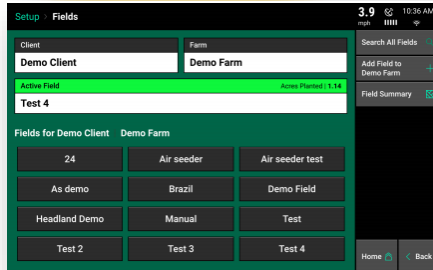 Setup > Fields
3.9 mph
10:36 AM
Client
Demo Client
Farm
Demo Farm
Active Field
Acres Planted | 1.14
Test 4
Fields for Demo Client Demo Farm
24
Air seeder
Air seeder test
As demo
Brazil
Demo Field
Headland Demo
Manual
Test
Test 2
Test 3
Test 4
Search All Fields
Add Field to
Demo Farm
Field Summary
Home
Back